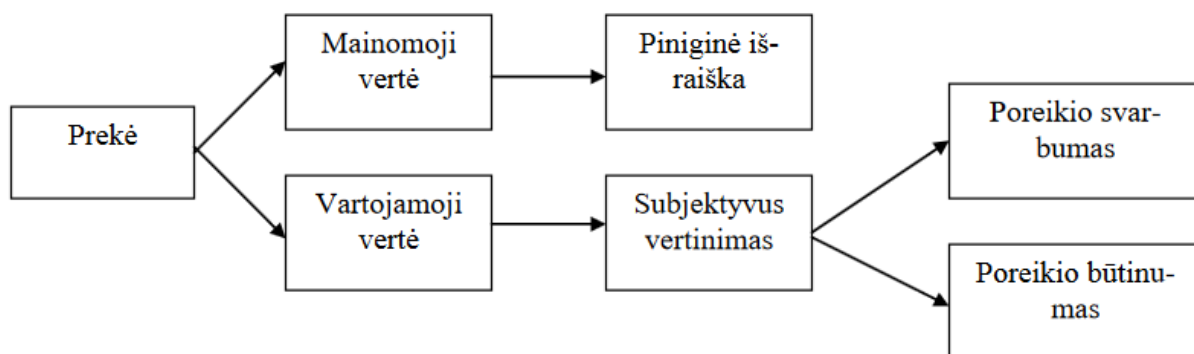 Prekė
Mainomoji
vertė
Piniginė iš-
raiška
Vartojamoji
vertė
Subjektyvus
vertinimas
Poreikio svar-
bumas
Poreikio būtinu-
mas